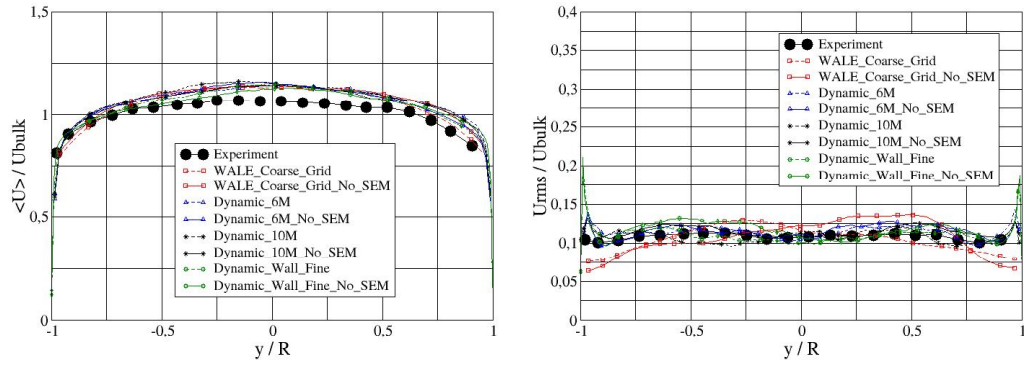 1,5
1
0,5
0
-1
-0,5
0
0,5
1
<U> / Ubulk
y / R
Experiment
WALE_Coarse_Grid
WALE_Coarse_Grid_No_SEM
Dynamic_6M
Dynamic_6M_No_SEM
Dynamic_10M
Dynamic_10M_No_SEM
Dynamic_Wall_Fine
Dynamic_Wall_Fine_No_SEM
0,4
0,35
0,3
0,25
0,2
0,15
0,1
0,05
0
-1
-0,5
0
0,5
1
Urms / Ubulk
y / R
Experiment
WALE_Coarse_Grid
WALE_Coarse_Grid_No_SEM
Dynamic_6M
Dynamic_6M_No_SEM
Dynamic_10M
Dynamic_10M_No_SEM
Dynamic_Wall_Fine
Dynamic_Wall_Fine_No_SEM